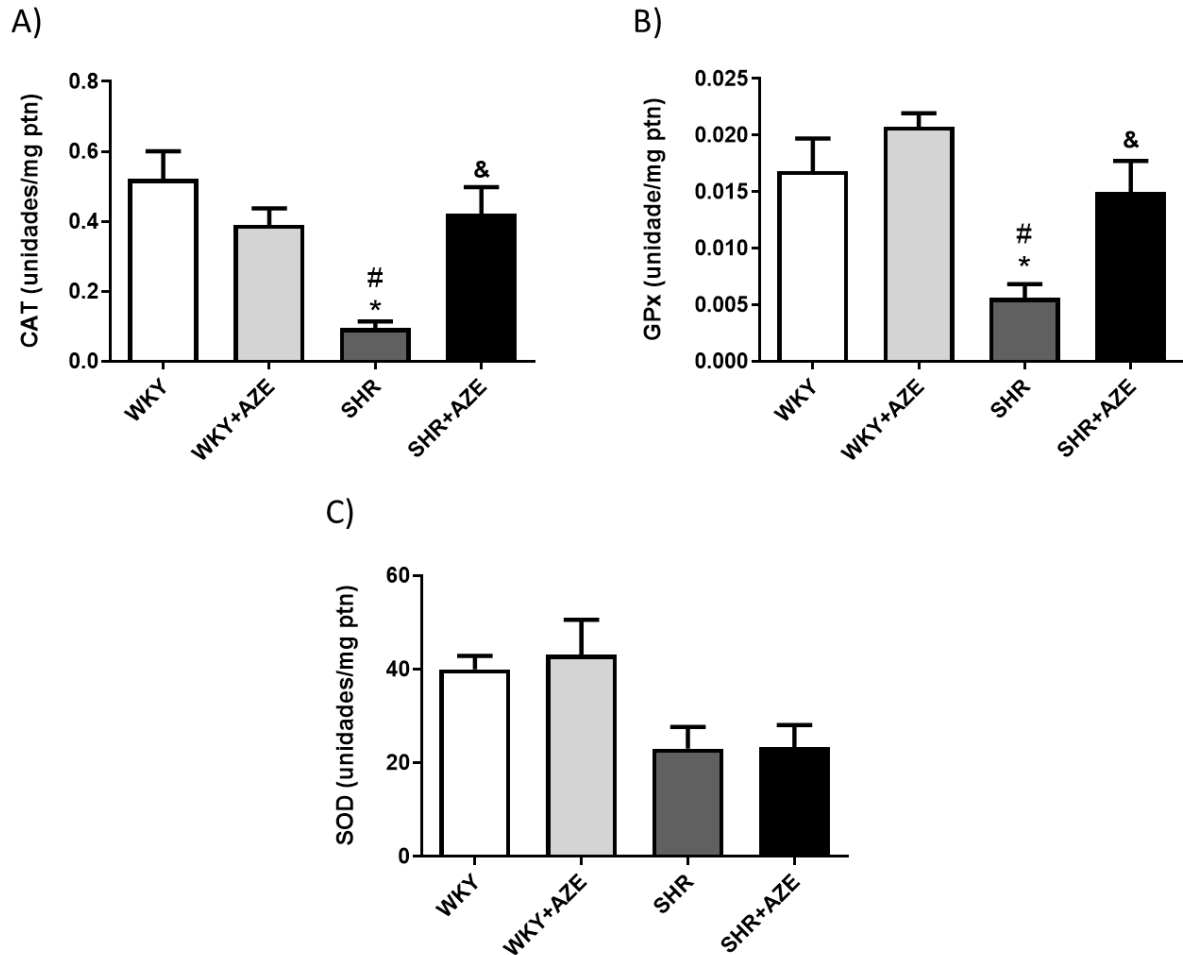 A)
CAT (unidades/mg ptn)
0.8
0.6
0.4
0.2
0.0
&
#
*
WKY
WKY+AZE
SHR
SHR+AZE
B)
GPx (unidade/mg ptn)
0.025
0.020
0.015
0.010
0.005
0.000
&
#
*
WKY
WKY+AZE
SHR
SHR+AZE
C)
SOD (unidades/mg ptn)
60
40
20
0
WKY
WKY+AZE
SHR
SHR+AZE